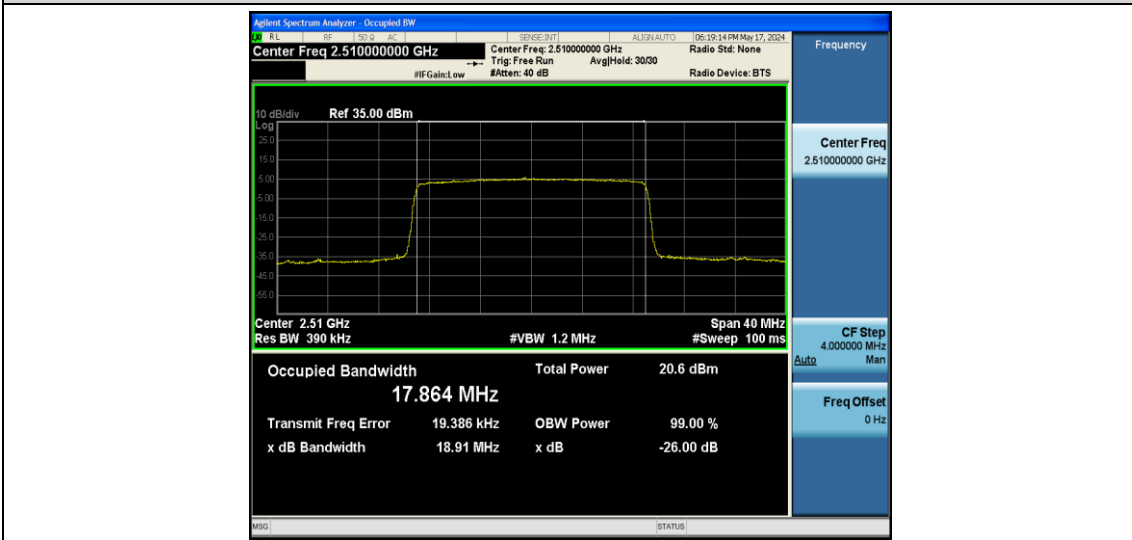 Agilent Spectrum Analyzer - Occupied BW
LXI RL RF 50 Ω AC SENSE:INT ALIGN AUTO 06:19:14 PM May 17, 2024
Center Freq 2.510000000 GHz Center Freq: 2.510000000 GHz Radio Std: None Frequency
Trig: Free Run Avg|Hold: 30/30
#IFGain:Low #Atten: 40 dB Radio Device: BTS
10 dB/div Ref 35.00 dBm
Log
25.0
15.0
5.00
-5.00
-15.0
-25.0
-35.0
-45.0
-55.0
Center Freq
2.510000000 GHz
Center 2.51 GHz Span 40 MHz
Res BW 390 kHz #VBW 1.2 MHz #Sweep 100 ms
CF Step
4.000000 MHz
Auto Man
Occupied Bandwidth Total Power 20.6 dBm
17.864 MHz
Freq Offset
0 Hz
Transmit Freq Error 19.386 kHz OBW Power 99.00 %
x dB Bandwidth 18.91 MHz x dB -26.00 dB
MSG STATUS